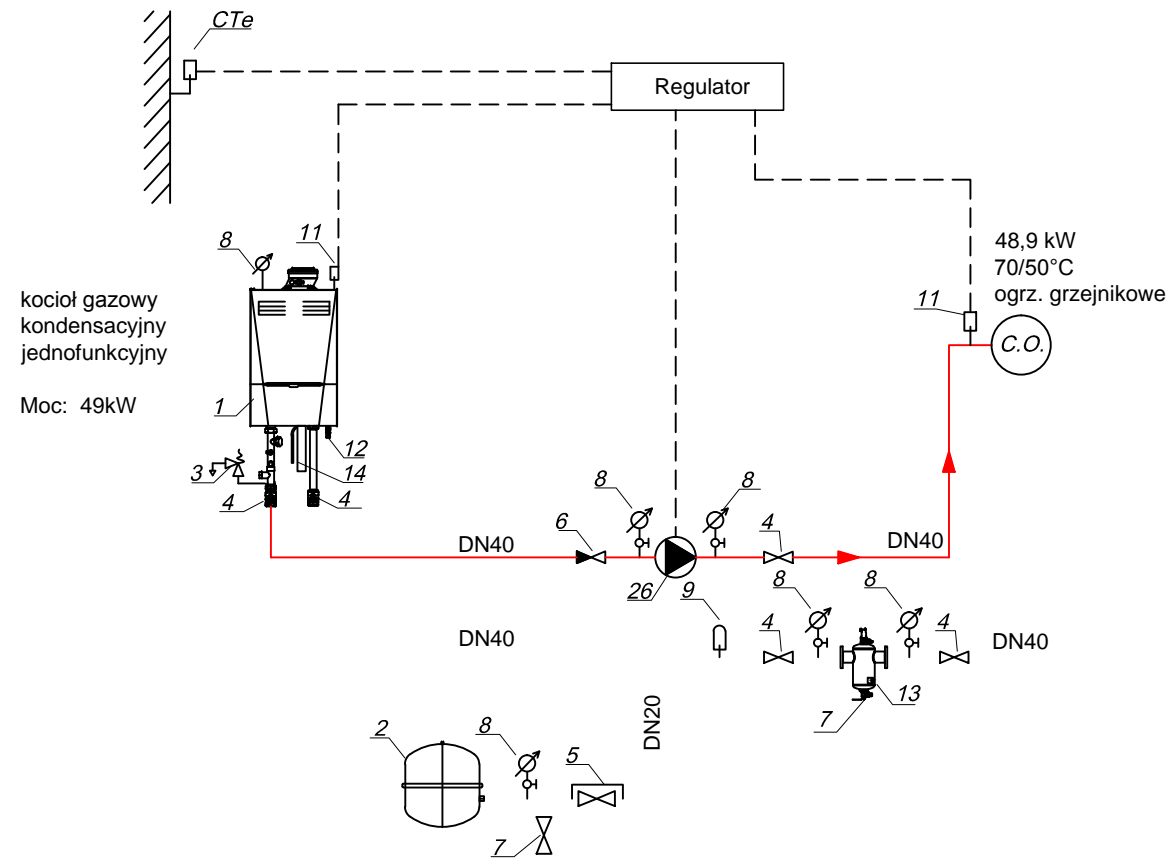 CTe
Regulator
8
11
kocioł gazowy
kondensacyjny
jednofunkcyjny
Moc: 49kW
1
12
3
14
4
4
48,9 kW
70/50°C
ogrz. grzejnikowe
11
C.O.
DN40
6
8
8
4
DN40
26
9
8
8
DN40
4
4
DN40
13
7
DN20
2
8
5
7